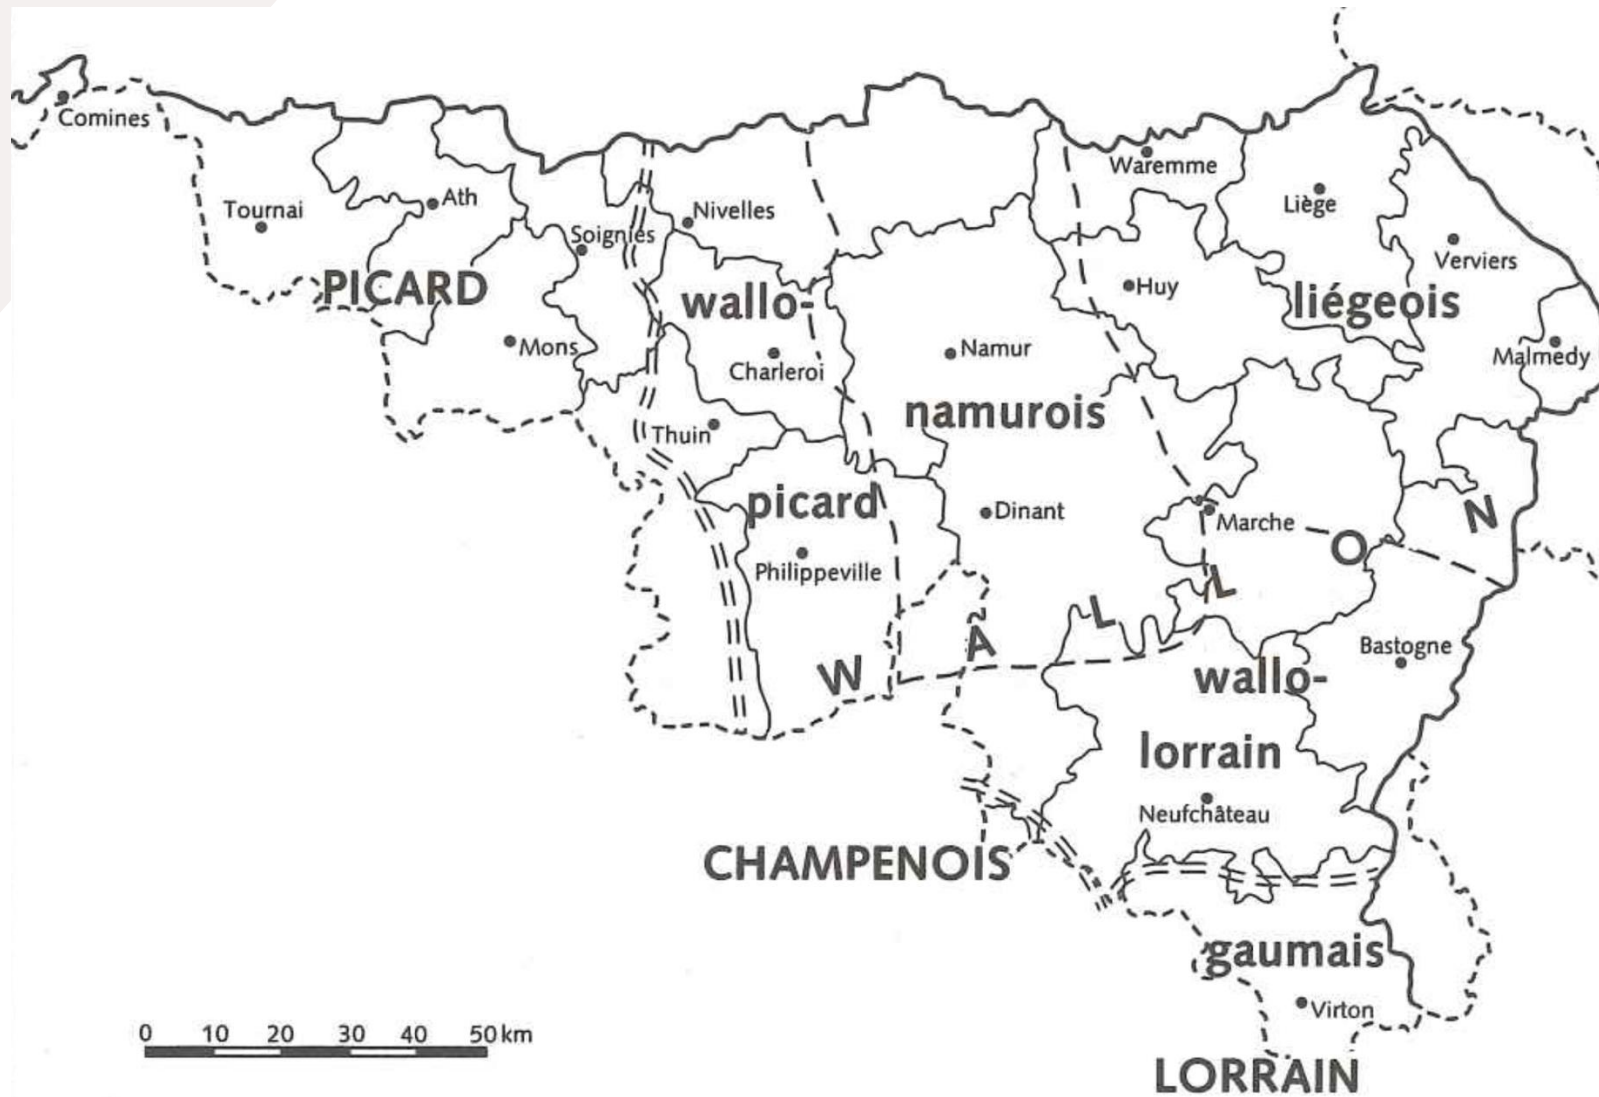 Comines
Waremme
Tournai
Ath
Nivelles
Liège
Soignies
Verviers
PICARD
wallo-
Huy
liégeois
Mons
Charleroi
Namur
Malmédy
namurois
Thuin
picard
Dinant
Marche
Philippeville
W A L L O N
Bastogne
wallo-
lorrain
Neufchâteau
CHAMPENOIS
gaumais
Virton
0 10 20 30 40 50 km
LORRAIN